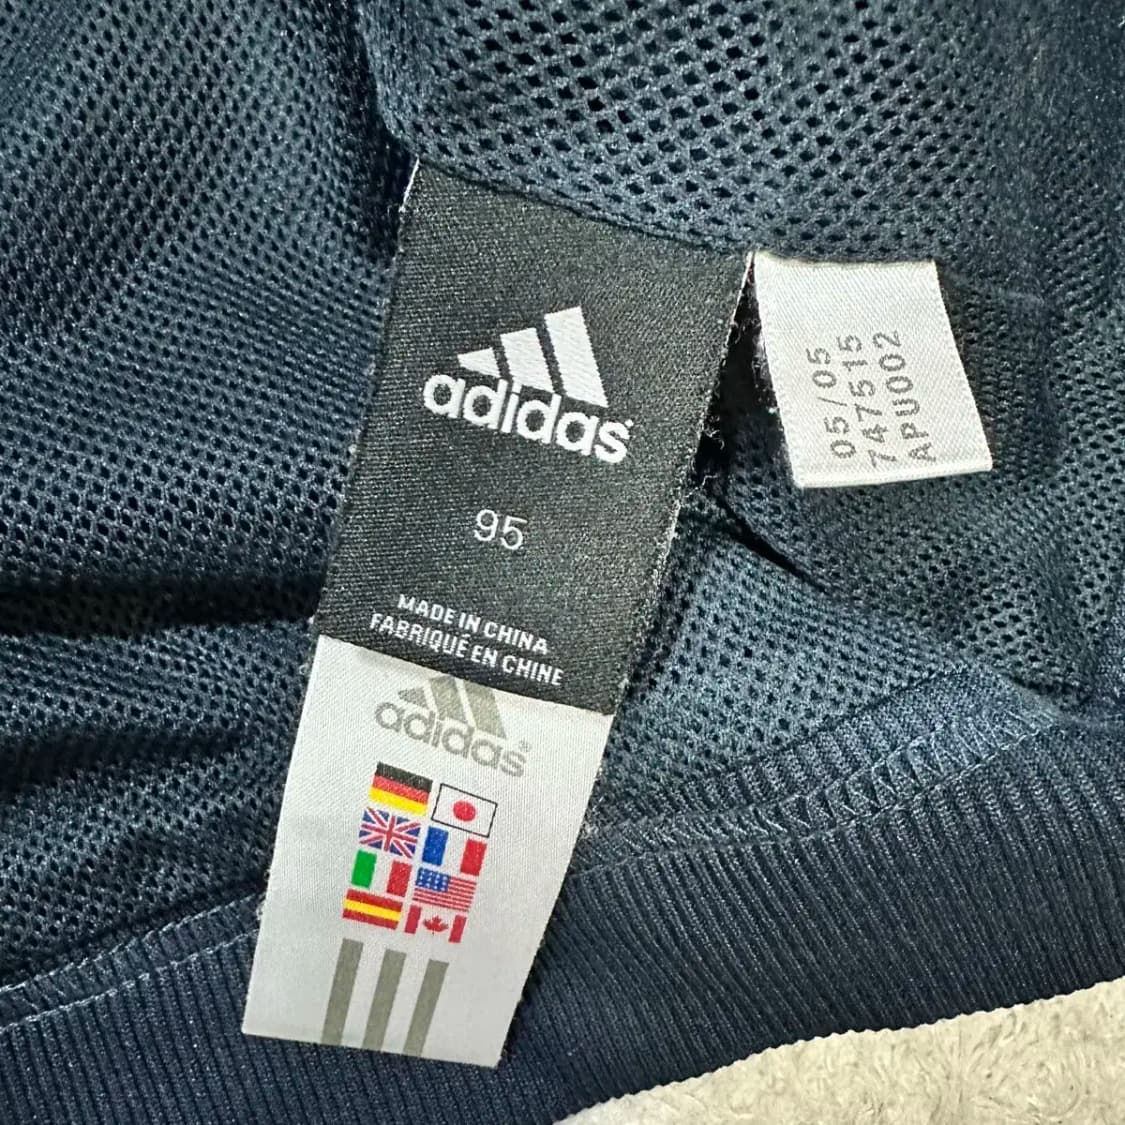 adidas
95
MADE IN CHINA
FABRIQUÉ EN CHINE
adidas®
05/05
747515
APU002